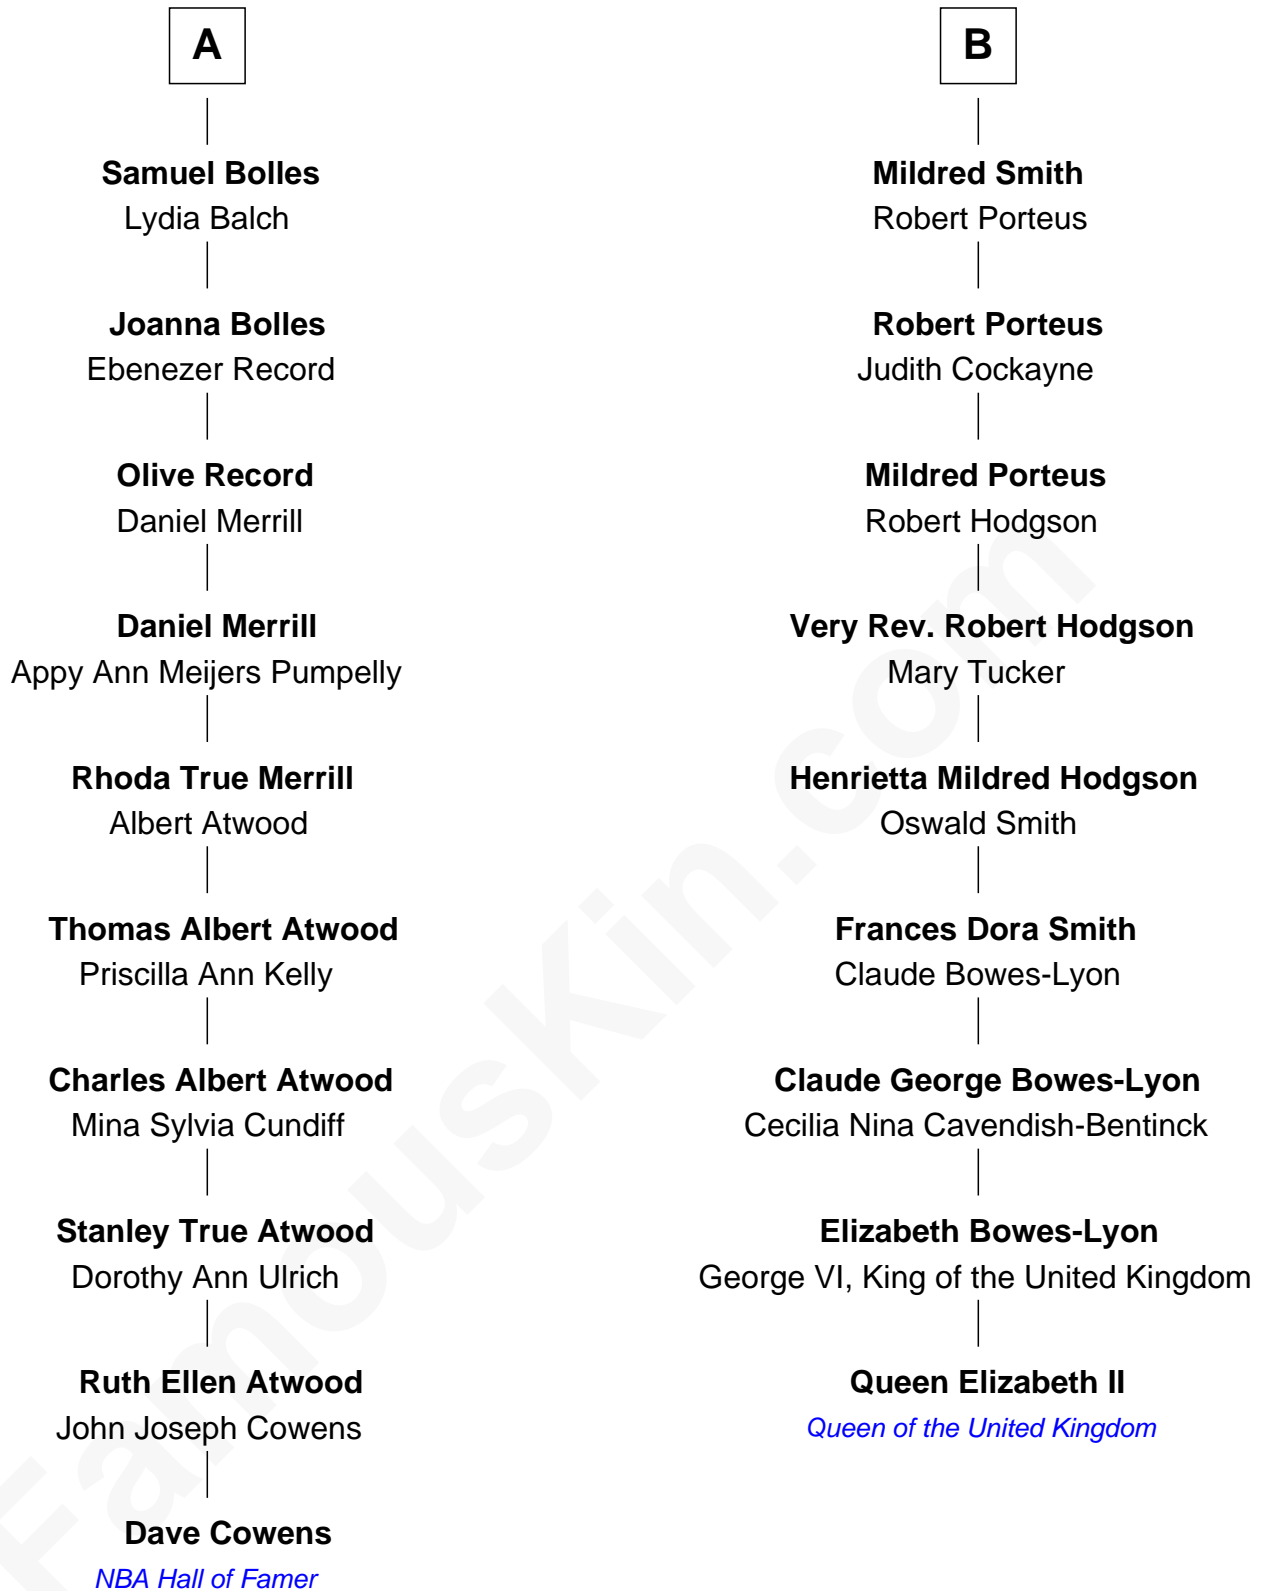 A
B
Samuel Bolles
Lydia Balch
Mildred Smith
Robert Porteus
Joanna Bolles
Ebenezer Record
Robert Porteus
Judith Cockayne
Olive Record
Daniel Merrill
Mildred Porteus
Robert Hodgson
Daniel Merrill
Appy Ann Meijers Pumpelly
Very Rev. Robert Hodgson
Mary Tucker
Rhoda True Merrill
Albert Atwood
Henrietta Mildred Hodgson
Oswald Smith
Thomas Albert Atwood
Priscilla Ann Kelly
Frances Dora Smith
Claude Bowes-Lyon
Charles Albert Atwood
Mina Sylvia Cundiff
Claude George Bowes-Lyon
Cecilia Nina Cavendish-Bentinck
Stanley True Atwood
Dorothy Ann Ulrich
Elizabeth Bowes-Lyon
George VI, King of the United Kingdom
Ruth Ellen Atwood
John Joseph Cowens
Queen Elizabeth II
Queen of the United Kingdom
Dave Cowens
NBA Hall of Famer
FamousKin.com